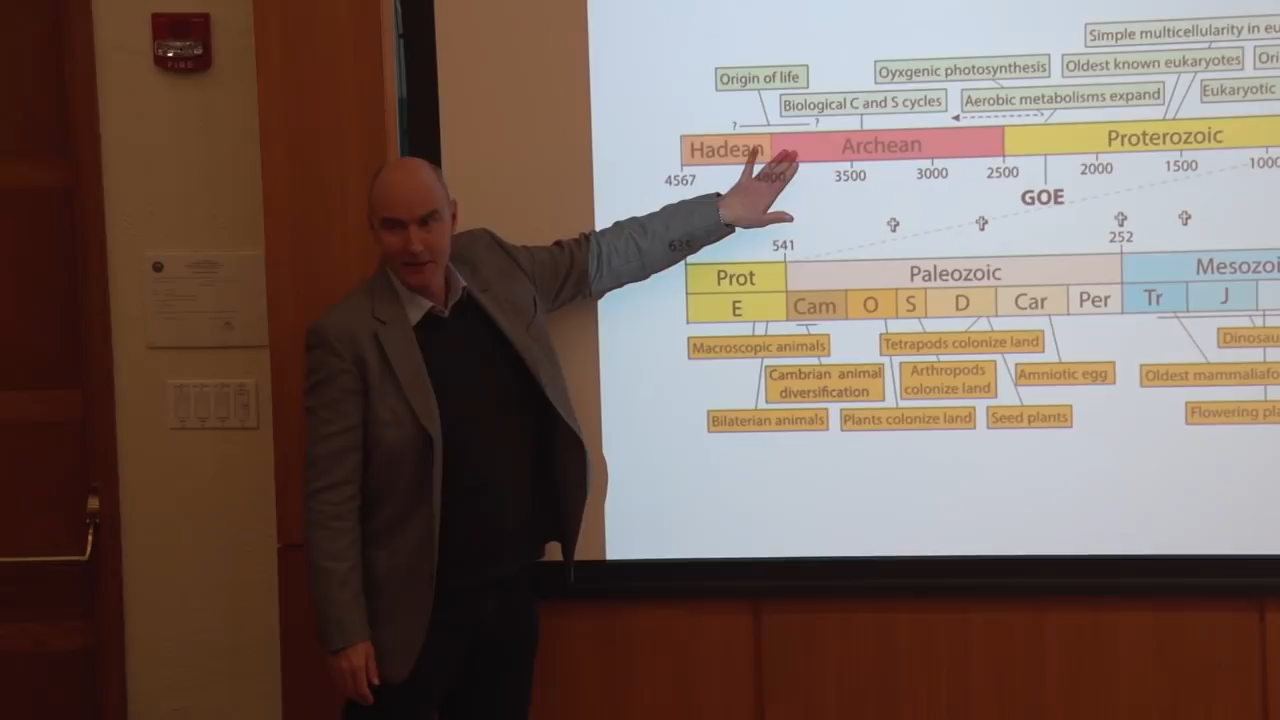 FIRE
Simple multicellularity in eu
Origin of life
Oyxgenic photosynthesis
Oldest known eukaryotes
Ori
Biological C and S cycles
Aerobic metabolisms expand
Eukaryotic
? ?
Hadean
Archean
Proterozoic
4567
4000
3500
3000
2500
2000
1500
1000
GOE
635
541
252
Prot
Paleozoic
Mesozoi
E
Cam
O
S
D
Car
Per
Tr
J
Macroscopic animals
Tetrapods colonize land
Dinosau
Cambrian animal
diversification
Arthropods
colonize land
Amniotic egg
Oldest mammaliafo
Bilaterian animals
Plants colonize land
Seed plants
Flowering pla